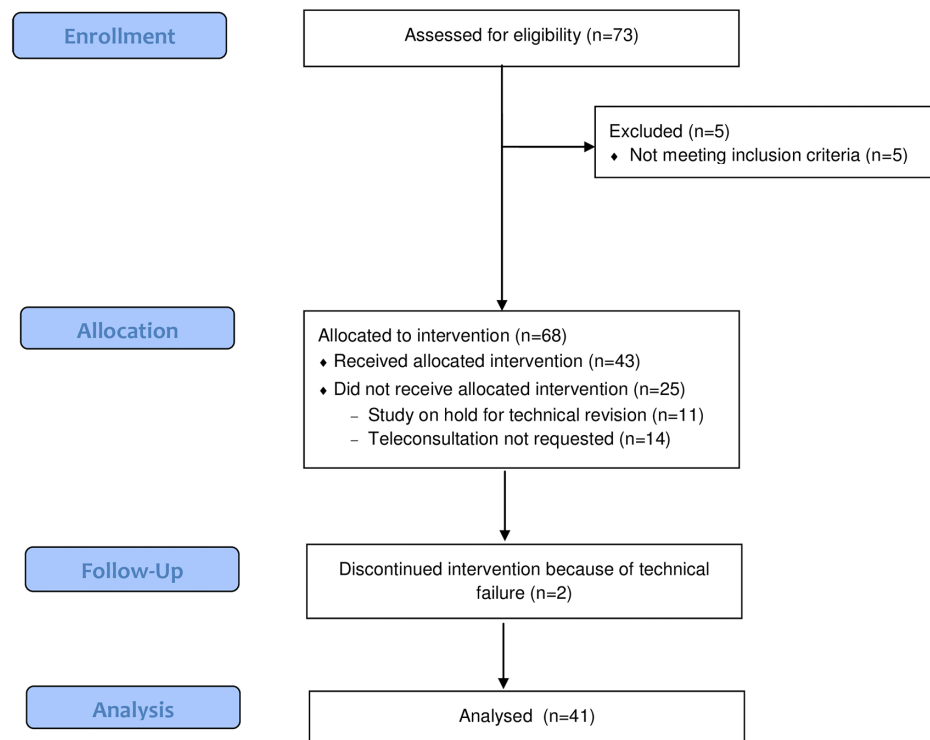 Enrollment
Assessed for eligibility (n=73)
Excluded (n=5)
♦ Not meeting inclusion criteria (n=5)
Allocation
Allocated to intervention (n=68)
♦ Received allocated intervention (n=43)
♦ Did not receive allocated intervention (n=25)
– Study on hold for technical revision (n=11)
– Teleconsultation not requested (n=14)
Follow-Up
Discontinued intervention because of technical
failure (n=2)
Analysis
Analysed (n=41)